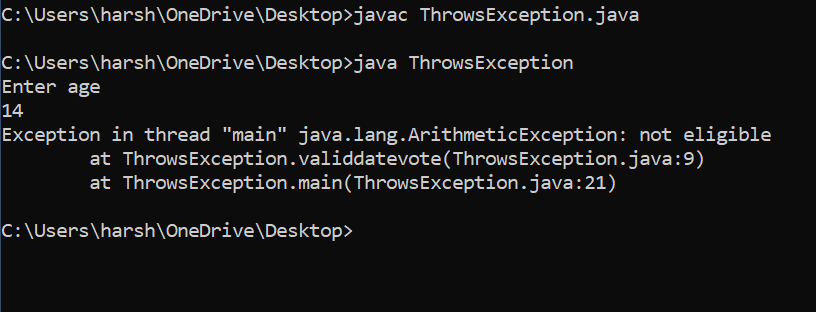 C:\Users\harsh\OneDrive\Desktop>javac ThrowsException.java
C:\Users\harsh\OneDrive\Desktop>java ThrowsException
Enter age
14
Exception in thread "main" java.lang.ArithmeticException: not eligible
at ThrowsException.validdatevote(ThrowsException.java:9)
at ThrowsException.main(ThrowsException.java:21)
C:\Users\harsh\OneDrive\Desktop>